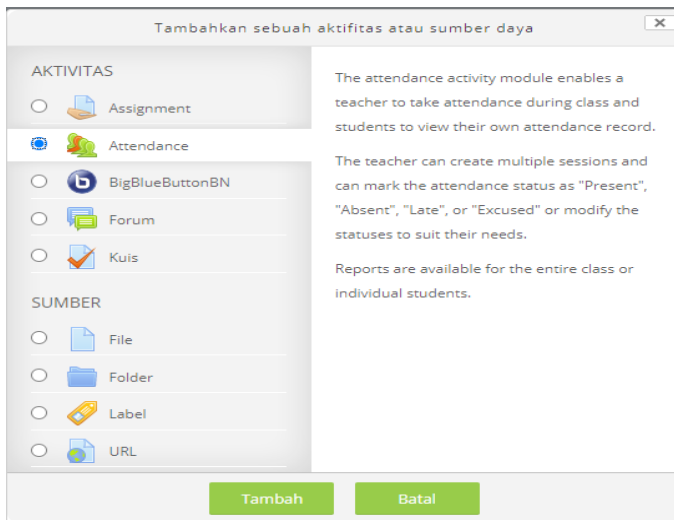 Tambahkan sebuah aktifitas atau sumber daya
AKTIVITAS
Assignment
Attendance
BigBlueButtonBN
Forum
Kuis
SUMBER
File
Folder
Label
URL
The attendance activity module enables a
teacher to take attendance during class and
students to view their own attendance record.
The teacher can create multiple sessions and
can mark the attendance status as "Present",
"Absent", "Late", or "Excused" or modify the
statuses to suit their needs.
Reports are available for the entire class or
individual students.
Tambah
Batal